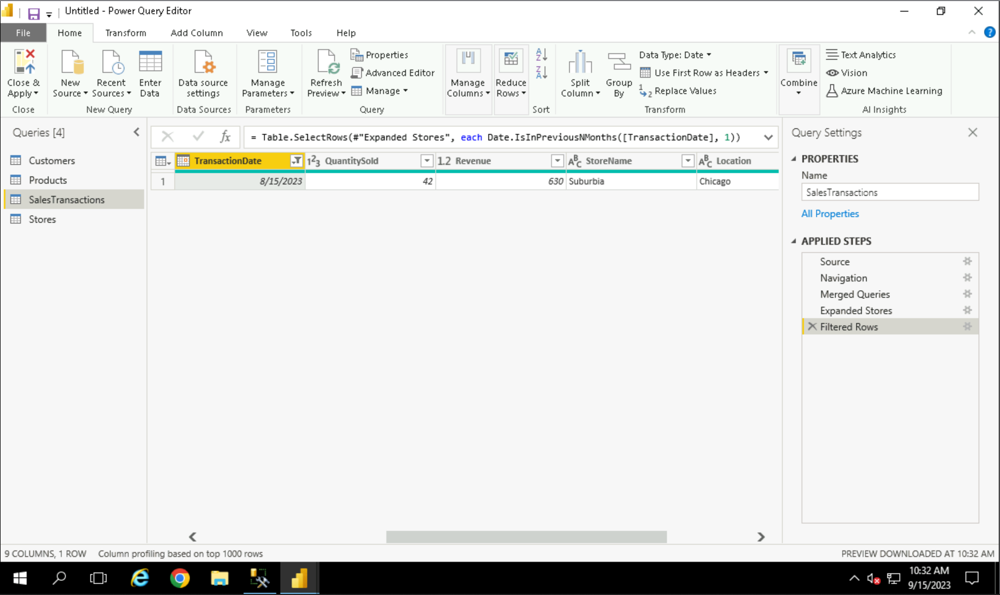 Untitled - Power Query Editor
File Home Transform Add Column View Tools Help
Close & Apply
New Source
Recent Sources
Enter Data
Data source settings
Manage Parameters
Refresh Preview
Properties
Advanced Editor
Manage
Manage Columns
Reduce Rows
Split Column
Group By
Data Type: Date
Use First Row as Headers
Replace Values
Combine
Text Analytics
Vision
Azure Machine Learning
Close New Query Data Sources Parameters Query Sort Transform AI Insights
Queries [4]
Customers
Products
SalesTransactions
Stores
fx = Table.SelectRows(#"Expanded Stores", each Date.IsInPreviousNMonths([TransactionDate], 1))
TransactionDate 123 QuantitySold 1.2 Revenue ABC StoreName ABC Location
1 8/15/2023 42 630 Suburbia Chicago
Query Settings
PROPERTIES
Name
SalesTransactions
All Properties
APPLIED STEPS
Source
Navigation
Merged Queries
Expanded Stores
Filtered Rows
9 COLUMNS, 1 ROW Column profiling based on top 1000 rows PREVIEW DOWNLOADED AT 10:32 AM
10:32 AM
9/15/2023